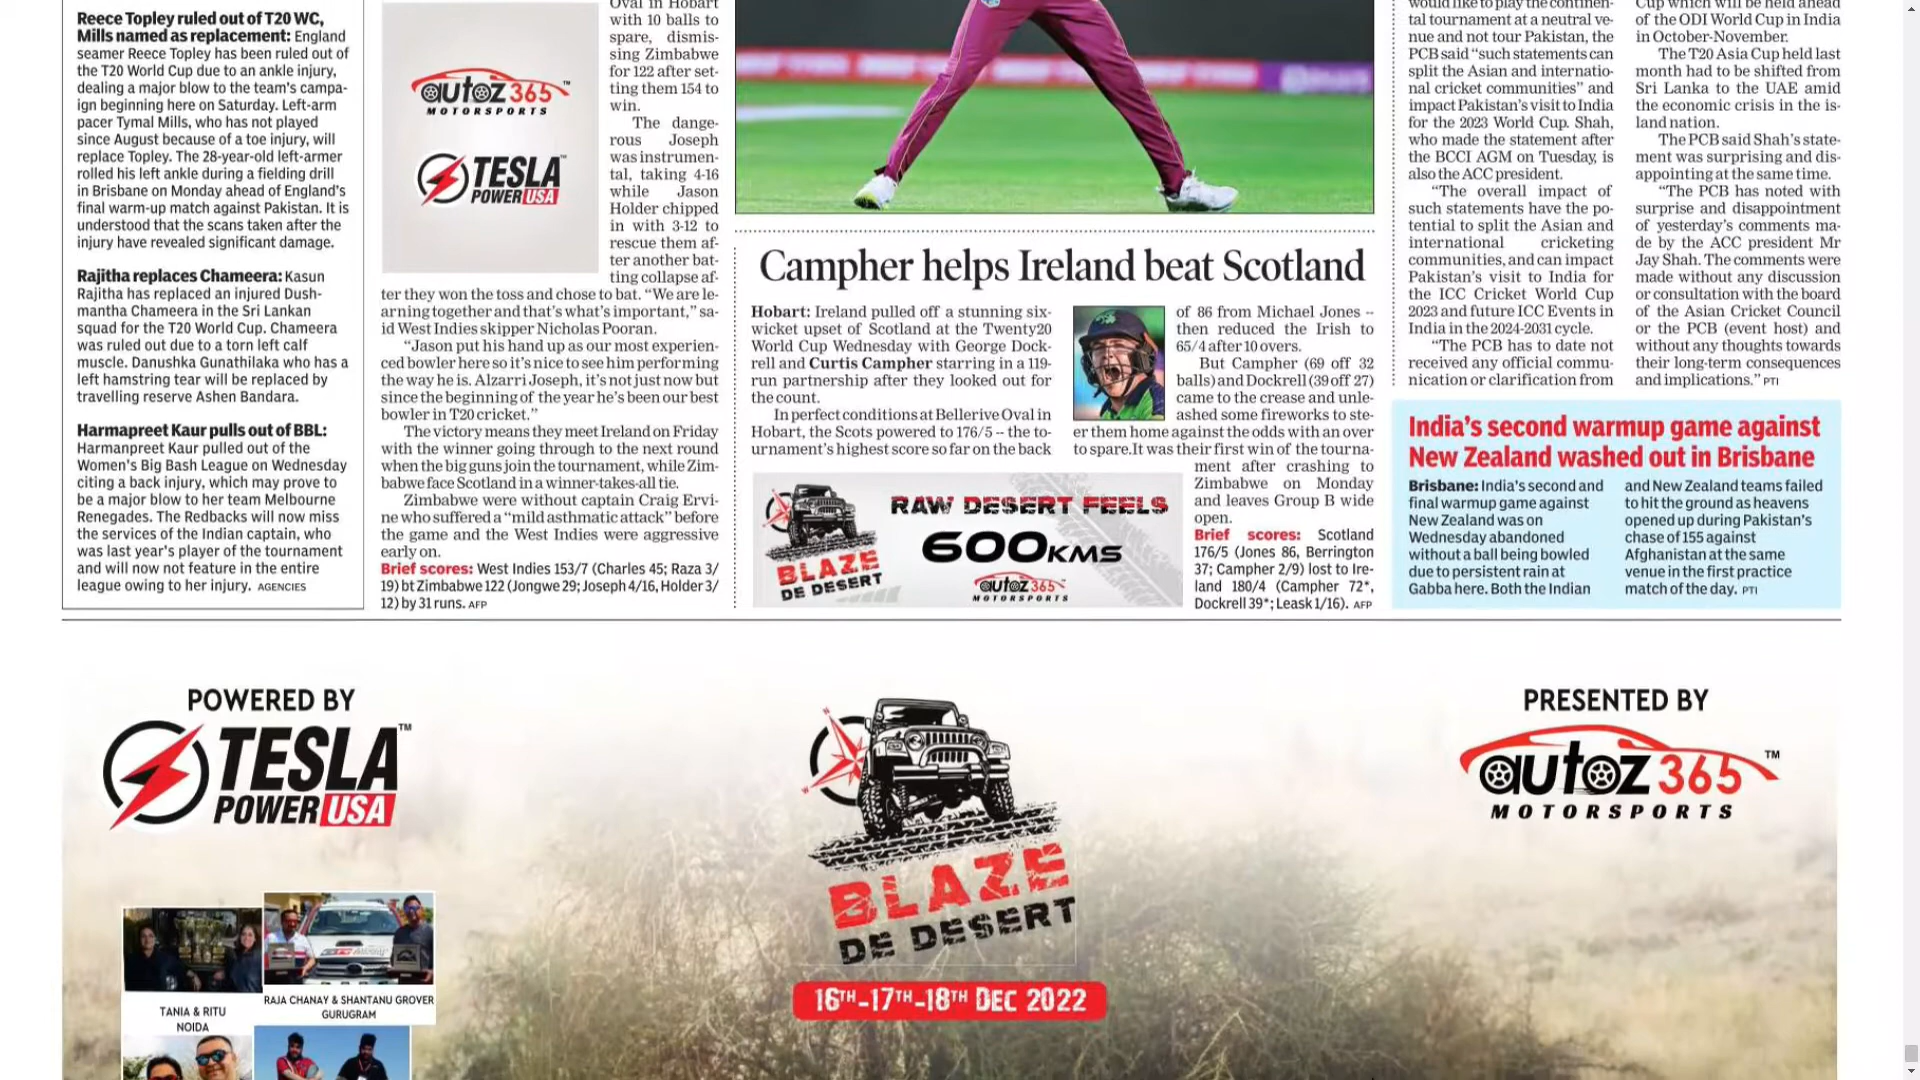 Reece Topley ruled out of T20 WC,
Mills named as replacement: England
seamer Reece Topley has been ruled out of
the T20 World Cup due to an ankle injury,
dealing a major blow to the team's campa-
ign beginning here on Saturday. Left-arm
pacer Tymal Mills, who has not played
since August because of a toe injury, will
replace Topley. The 28-year-old left-armer
rolled his left ankle during a fielding drill
in Brisbane on Monday ahead of England's
final warm-up match against Pakistan. It is
understood that the scans taken after the
injury have revealed significant damage.
Rajitha replaces Chameera: Kasun
Rajitha has replaced an injured Dush-
mantha Chameera in the Sri Lankan
squad for the T20 World Cup. Chameera
was ruled out due to a torn left calf
muscle. Danushka Gunathilaka who has a
left hamstring tear will be replaced by
travelling reserve Ashen Bandara.
Harmapreet Kaur pulls out of BBL:
Harmanpreet Kaur pulled out of the
Women's Big Bash League on Wednesday
citing a back injury, which may prove to
be a major blow to her team Melbourne
Renegades. The Redbacks will now miss
the services of the Indian captain, who
was last year's player of the tournament
and will now not feature in the entire
league owing to her injury. AGENCIES
autoz 365 TM
MOTORSPORTS
TESLA TM
POWER USA
Oval in Hobart
with 10 balls to
spare, dismis-
sing Zimbabwe
for 122 after set-
ting them 154 to
win.
The dange-
rous Joseph
was instrumen-
tal, taking 4-16
while Jason
Holder chipped
in with 3-12 to
rescue them af-
ter another bat-
ting collapse af-
ter they won the toss and chose to bat. “We are le-
arning together and that's what's important,” sa-
id West Indies skipper Nicholas Pooran.
“Jason put his hand up as our most experien-
ced bowler here so it's nice to see him performing
the way he is. Alzarri Joseph, it's not just now but
since the beginning of the year he's been our best
bowler in T20 cricket.”
The victory means they meet Ireland on Friday
with the winner going through to the next round
when the big guns join the tournament, while Zim-
babwe face Scotland in a winner-takes-all tie.
Zimbabwe were without captain Craig Ervi-
ne who suffered a “mild asthmatic attack” before
the game and the West Indies were aggressive
early on.
Brief scores: West Indies 153/7 (Charles 45; Raza 3/
19) bt Zimbabwe 122 (Jongwe 29; Joseph 4/16, Holder 3/
12) by 31 runs. AFP
Campher helps Ireland beat Scotland
Hobart: Ireland pulled off a stunning six-
wicket upset of Scotland at the Twenty20
World Cup Wednesday with George Dock-
rell and Curtis Campher starring in a 119-
run partnership after they looked out for
the count.
In perfect conditions at Bellerive Oval in
Hobart, the Scots powered to 176/5 -- the to-
urnament's highest score so far on the back
of 86 from Michael Jones --
then reduced the Irish to
65/4 after 10 overs.
But Campher (69 off 32
balls) and Dockrell (39 off 27)
came to the crease and unle-
ashed some fireworks to ste-
er them home against the odds with an over
to spare.It was their first win of the tourna-
ment after crashing to
Zimbabwe on Monday
and leaves Group B wide
open.
Brief scores: Scotland
176/5 (Jones 86, Berrington
37; Campher 2/9) lost to Ire-
land 180/4 (Campher 72*,
Dockrell 39*; Leask 1/16). AFP
BLAZE
DE DESERT
RAW DESERT FEELS
600KMS
autoz 365
MOTORSPORTS
would like to play the continen-
tal tournament at a neutral ve-
nue and not tour Pakistan, the
PCB said “such statements can
split the Asian and internatio-
nal cricket communities” and
impact Pakistan's visit to India
for the 2023 World Cup. Shah,
who made the statement after
the BCCI AGM on Tuesday, is
also the ACC president.
“The overall impact of
such statements have the po-
tential to split the Asian and
international cricketing
communities, and can impact
Pakistan's visit to India for
the ICC Cricket World Cup
2023 and future ICC Events in
India in the 2024-2031 cycle.
“The PCB has to date not
received any official commu-
nication or clarification from
Cup which will be held ahead
of the ODI World Cup in India
in October-November.
The T20 Asia Cup held last
month had to be shifted from
Sri Lanka to the UAE amid
the economic crisis in the is-
land nation.
The PCB said Shah's state-
ment was surprising and dis-
appointing at the same time.
“The PCB has noted with
surprise and disappointment
of yesterday's comments ma-
de by the ACC president Mr
Jay Shah. The comments were
made without any discussion
or consultation with the board
of the Asian Cricket Council
or the PCB (event host) and
without any thoughts towards
their long-term consequences
and implications.” PTI
India's second warmup game against
New Zealand washed out in Brisbane
Brisbane: India's second and
final warmup game against
New Zealand was on
Wednesday abandoned
without a ball being bowled
due to persistent rain at
Gabba here. Both the Indian
and New Zealand teams failed
to hit the ground as heavens
opened up during Pakistan's
chase of 155 against
Afghanistan at the same
venue in the first practice
match of the day. PTI
POWERED BY
TESLA TM
POWER USA
BLAZE
DE DESERT
16TH-17TH-18TH DEC 2022
PRESENTED BY
autoz 365 TM
MOTORSPORTS
TANIA & RITU
NOIDA
RAJA CHANAY & SHANTANU GROVER
GURUGRAM